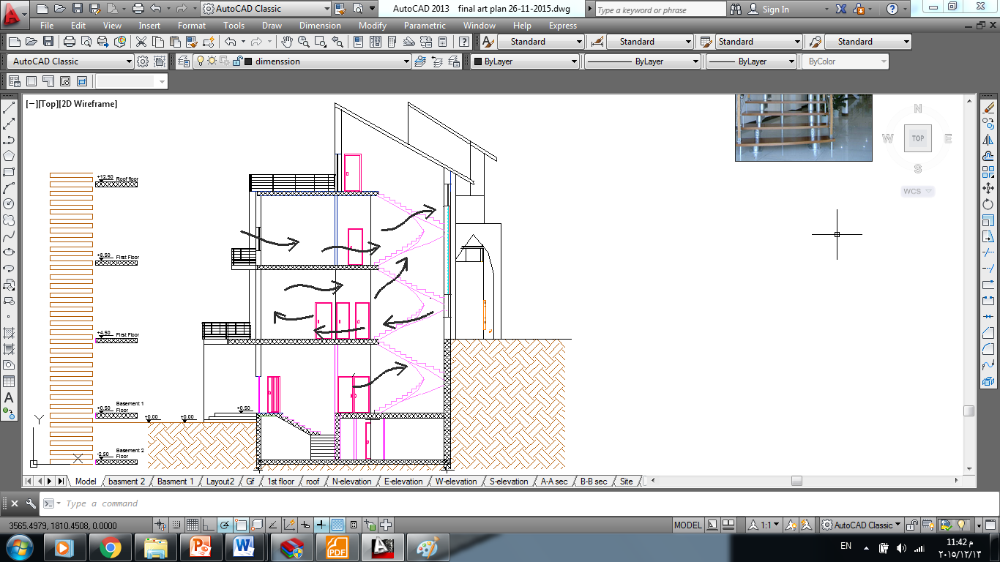 AutoCAD Classic
AutoCAD 2013 final art plan 26-11-2015.dwg
Type a keyword or phrase
Sign In
File Edit View Insert Format Tools Draw Dimension Modify Parametric Window Help Express
Standard Standard Standard Standard
AutoCAD Classic
dimenssion
ByLayer ByLayer ByLayer ByColor
[−][Top][2D Wireframe]
N
W TOP E
S
WCS
+12.50 Roof floor
+8.50 First Floor
+4.50 First Floor
+0.50 Basement 1 Floor
+0.00 +0.00 +0.50
-2.50 Basement 2 Floor
Y
X
Model basment 2 Basment 1 Layout2 Gf 1st floor roof N-elevation E-elevation W-elevation S-elevation A-A sec B-B sec Site
Type a command
3565.4979, 1810.4508, 0.0000
MODEL 1:1 AutoCAD Classic
PDF
EN
11:42 م
٢٠١٥/١٢/١٣